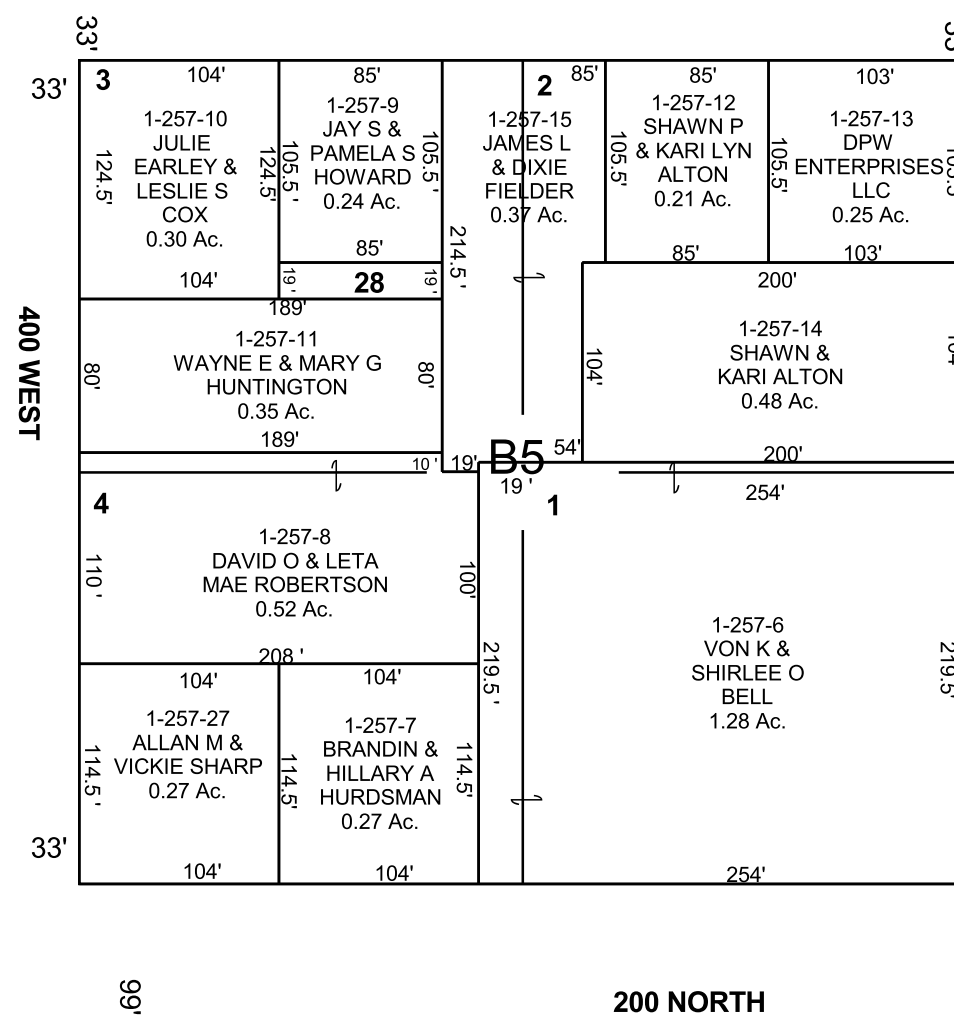 33'
33'
33'
3
104'
85'
2
85'
85'
103'
1-257-10
JULIE
EARLEY &
LESLIE S
COX
0.30 Ac.
124.5'
124.5'
104'
1-257-9
JAY S &
PAMELA S
HOWARD
0.24 Ac.
105.5'
105.5'
85'
1-257-15
JAMES L
& DIXIE
FIELDER
0.37 Ac.
214.5'
1-257-12
SHAWN P
& KARI LYN
ALTON
0.21 Ac.
105.5'
105.5'
85'
1-257-13
DPW
ENTERPRISES
LLC
0.25 Ac.
103'
19'
28
19'
189'
1-257-11
WAYNE E & MARY G
HUNTINGTON
0.35 Ac.
80'
80'
189'
400 WEST
200'
1-257-14
SHAWN &
KARI ALTON
0.48 Ac.
104'
104'
200'
54'
B5
10'
19'
19'
254'
4
1
1-257-8
DAVID O & LETA
MAE ROBERTSON
0.52 Ac.
110'
100'
208'
1-257-6
VON K &
SHIRLEE O
BELL
1.28 Ac.
219.5'
219.5'
254'
104'
1-257-27
ALLAN M &
VICKIE SHARP
0.27 Ac.
114.5'
104'
104'
1-257-7
BRANDIN &
HILLARY A
HURDSMAN
0.27 Ac.
114.5'
114.5'
104'
33'
99'
200 NORTH